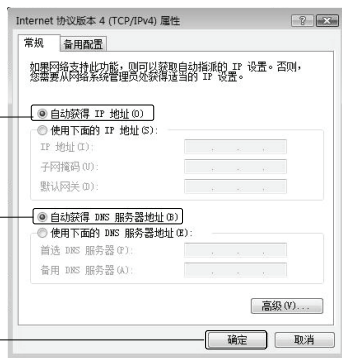 Internet 协议版本 4 (TCP/IPv4) 属性
常规 备用配置
如果网络支持此功能，则可以获取自动指派的 IP 设置。否则，
您需要从网络系统管理员处获得适当的 IP 设置。
自动获得 IP 地址(O)
使用下面的 IP 地址(S):
IP 地址(I):
子网掩码(U):
默认网关(D):
自动获得 DNS 服务器地址(B)
使用下面的 DNS 服务器地址(E):
首选 DNS 服务器(P):
备用 DNS 服务器(A):
高级(V)...
确定 取消